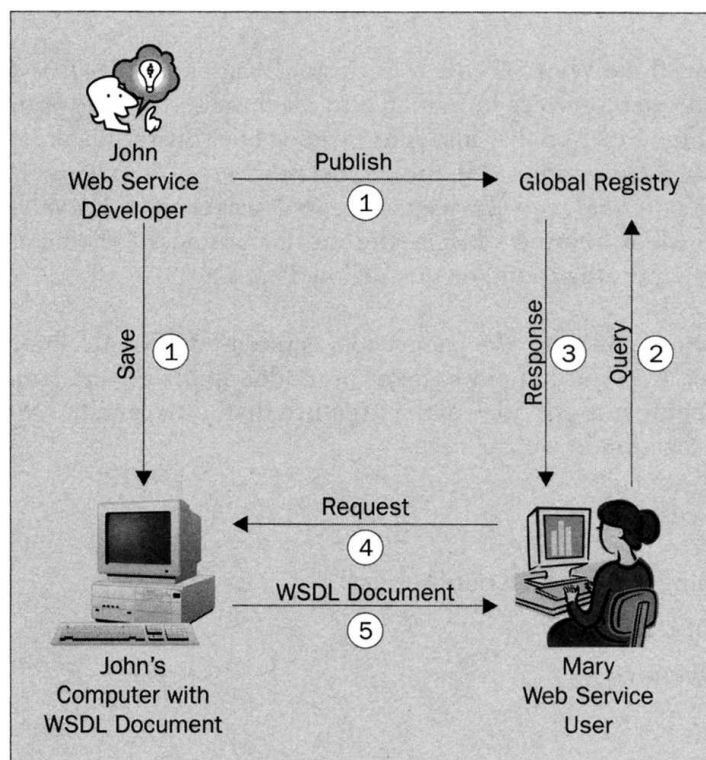 John
Web Service
Developer
Publish
1
Global Registry
Save
1
Response
3
Query
2
Request
4
WSDL Document
5
John's
Computer with
WSDL Document
Mary
Web Service
User